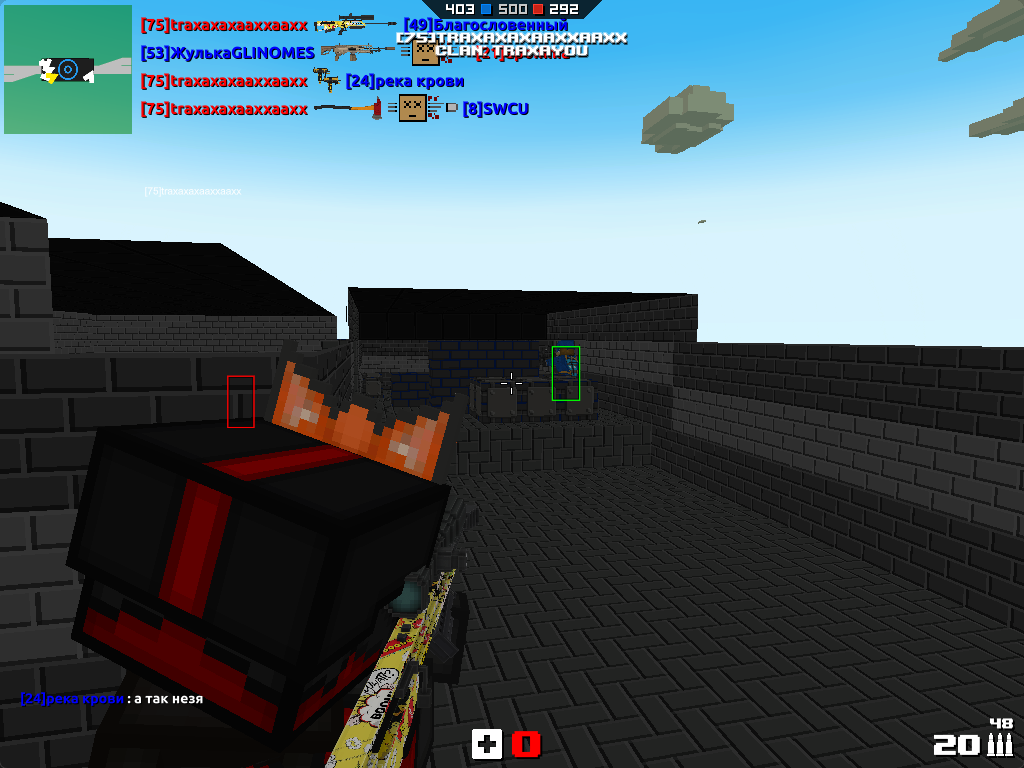 403 500 292
[75]traxaxaxaaxxaaxx [49]Благословенный
[53]ЖулькаGLINOMES
[75]TRAXAXAXAAXXAAXX
CLAN: TRAXAYOU
[75]traxaxaxaaxxaaxx [24]река крови
[75]traxaxaxaaxxaaxx [8]SWCU
[75]traxaxaxaaxxaaxx
BOOM
[24]река крови : а так незя
0
48
20